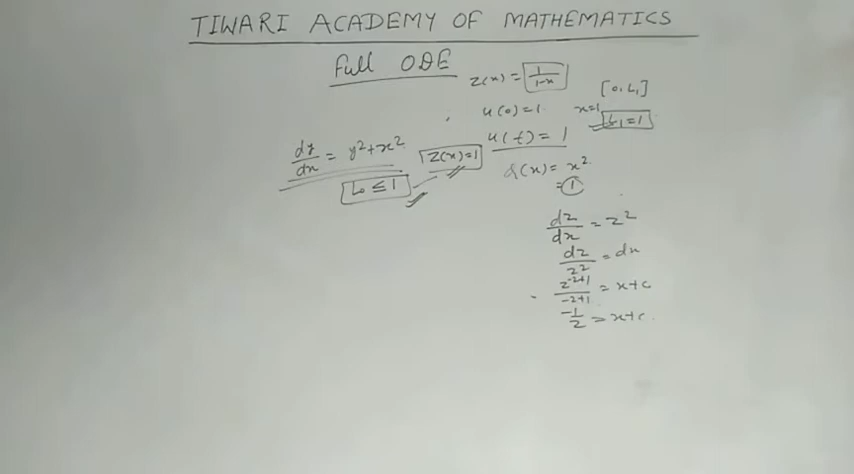 TIWARI ACADEMY OF MATHEMATICS
Full ODE
z(x) = 1/1-x
[0, L₁]
u(0)=1
x=1
L₁=1
dy/dx = y²+x²
z(x)=1
u(t) = 1
L₀ ≤ 1
(x) = x²
= 1
dz/dx = z²
dz/z² = dx
z⁻²⁺¹/-2+1 = x+c
-1/z = x+c